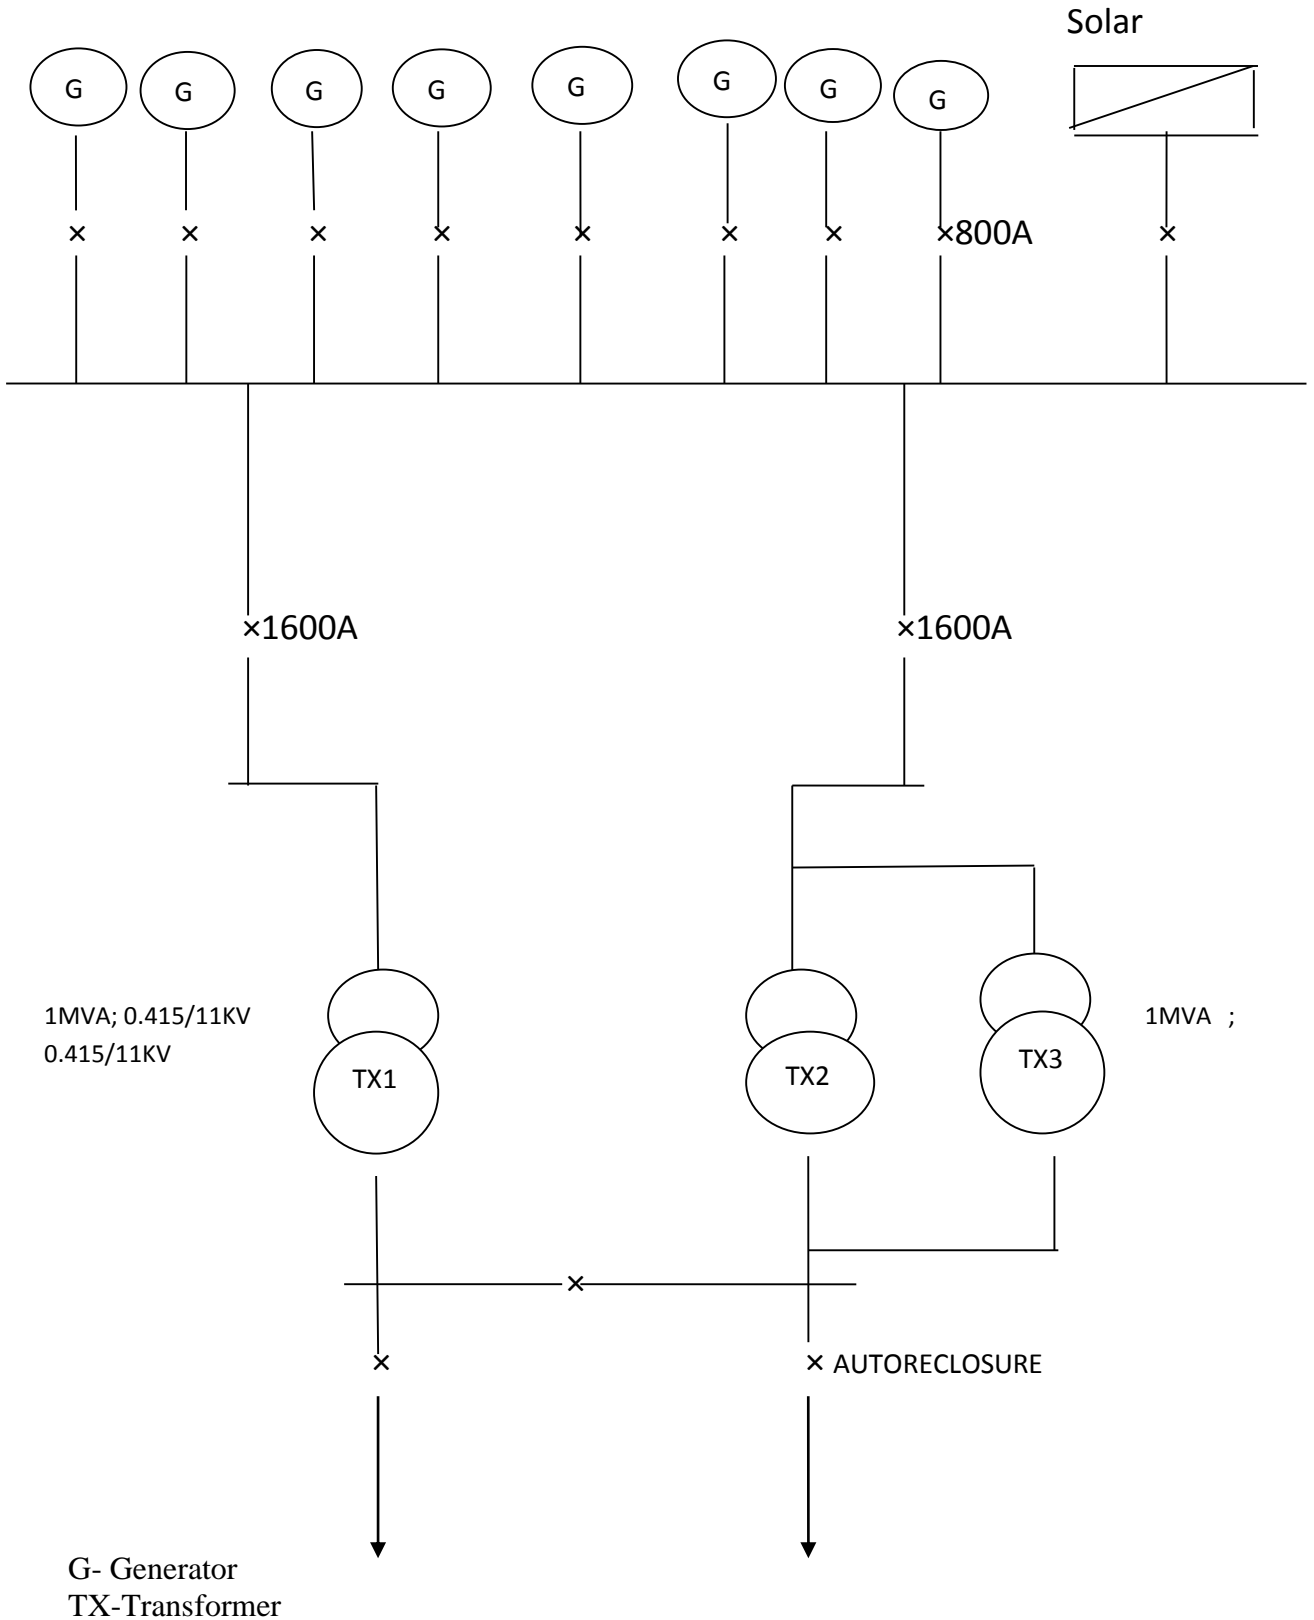 Solar
G G G G G G G G
×800A
×1600A ×1600A
1MVA; 0.415/11KV 1MVA ;
0.415/11KV
TX1 TX2 TX3
AUTORECLOSURE
G- Generator
TX-Transformer